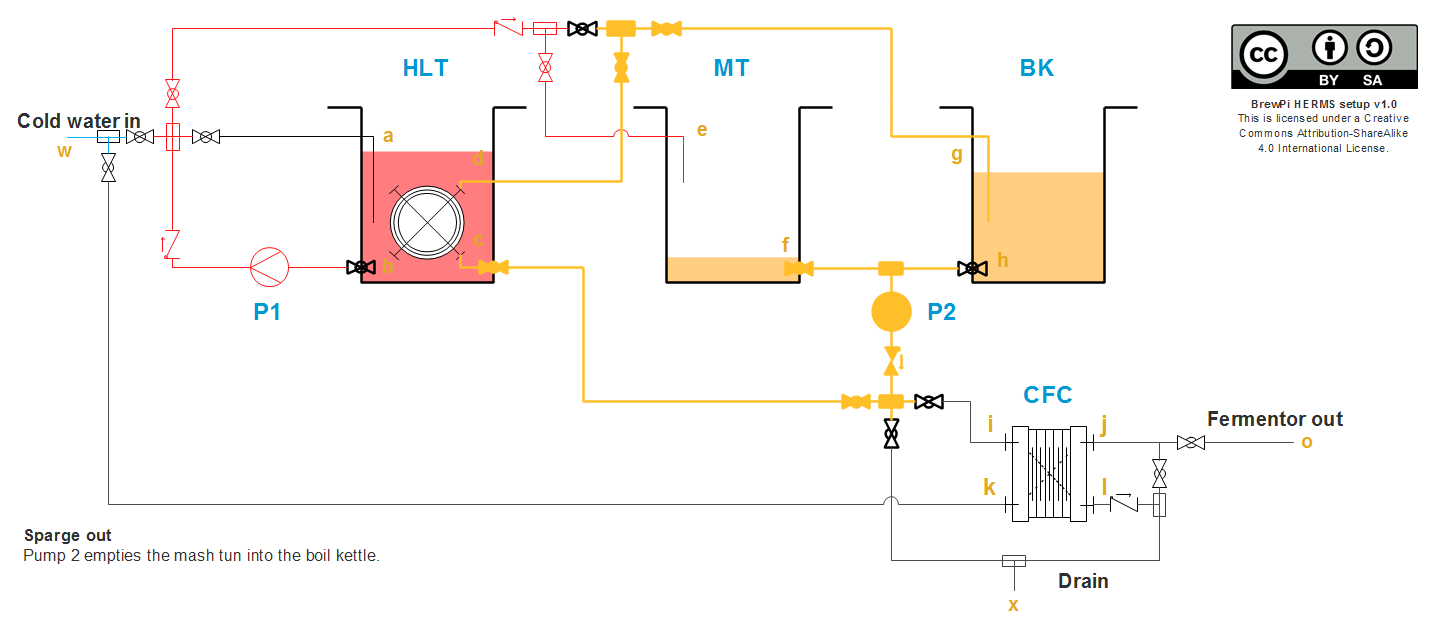 HLT
MT
BK
cc
BY SA
BrewPi HERMS setup v1.0
This is licensed under a Creative
Commons Attribution-ShareAlike
4.0 International License.
Cold water in
w
a
d
e
g
c
b
f
h
P1
P2
j
CFC
i
j
Fermentor out
o
k
l
Sparge out
Pump 2 empties the mash tun into the boil kettle.
Drain
x